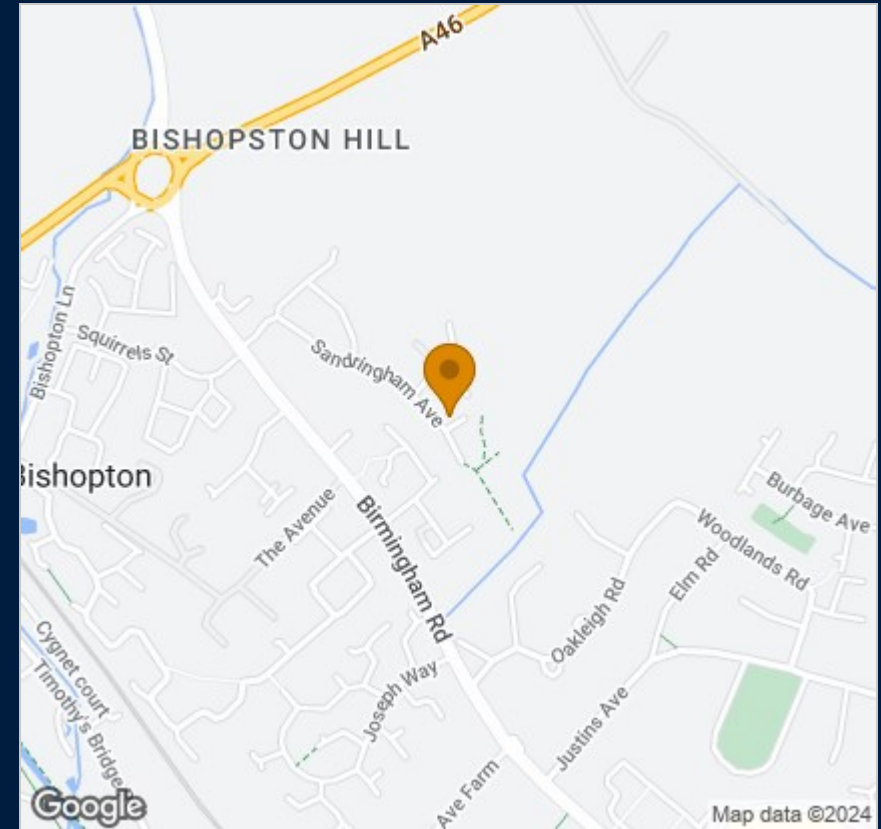 A46
BISHOPSTON HILL
Bishopton Ln
Squirrels St
Sandringham Ave
Bishopton
The Avenue
Birmingham Rd
Burbage Ave
Woodlands Rd
Elm Rd
Oakleigh Rd
Cygnet court
Timothy's Bridge
Joseph Way
Justins Ave
Ave Farm
Google
Map data ©2024